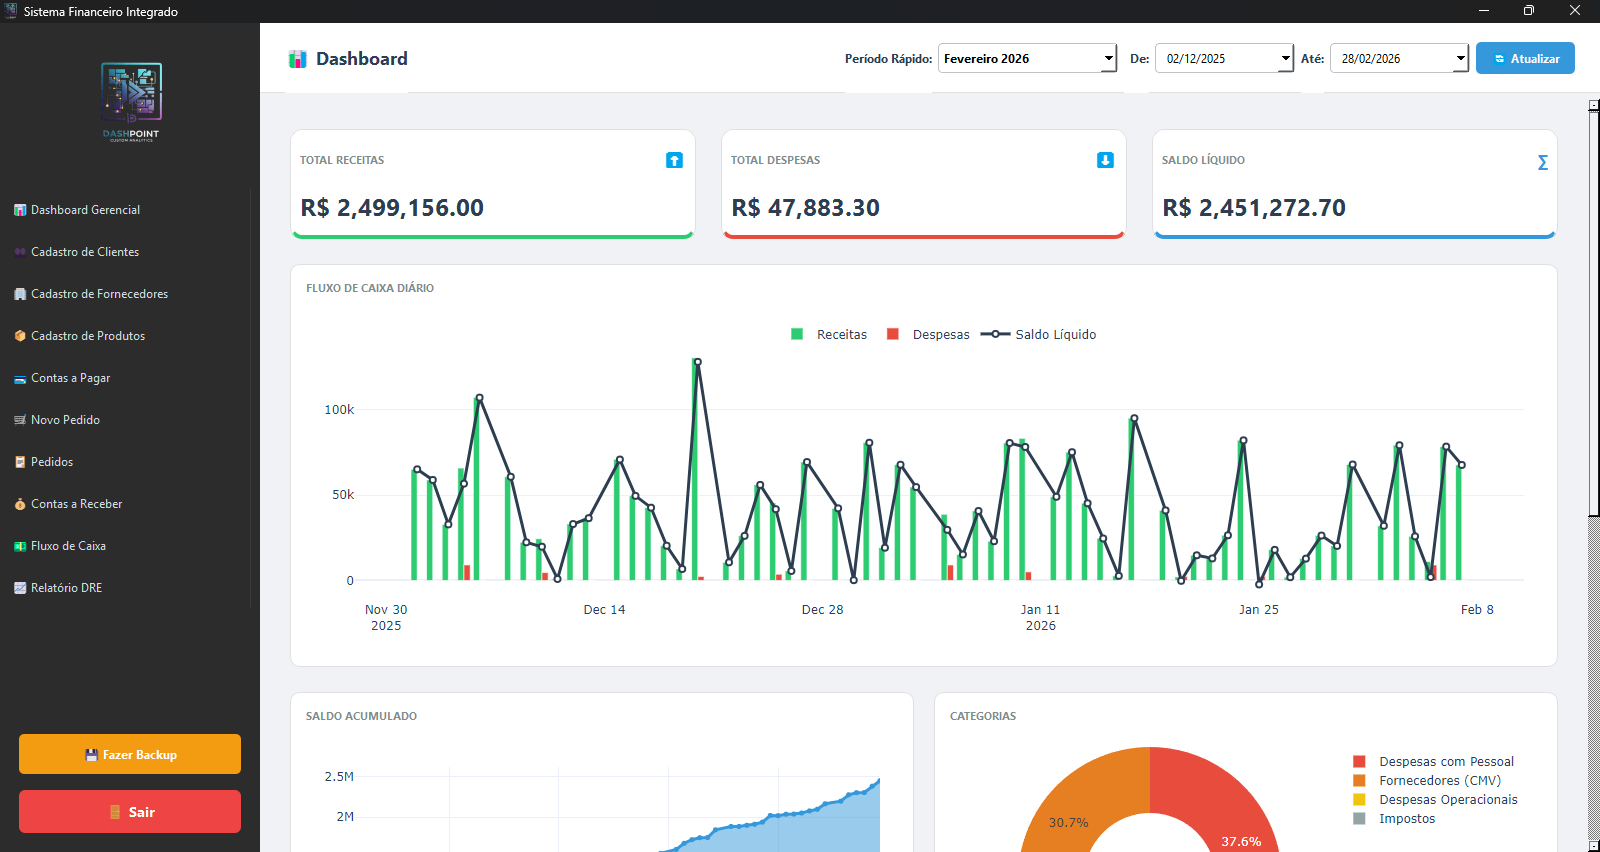 Sistema Financeiro Integrado
DASHPOINT
CUSTOM ANALYTICS
Dashboard Gerencial
Cadastro de Clientes
Cadastro de Fornecedores
Cadastro de Produtos
Contas a Pagar
Novo Pedido
Pedidos
Contas a Receber
Fluxo de Caixa
Relatório DRE
Fazer Backup
Sair
Dashboard
Período Rápido: Fevereiro 2026 De: 02/12/2025 Até: 28/02/2026 Atualizar
TOTAL RECEITAS
R$ 2,499,156.00
TOTAL DESPESAS
R$ 47,883.30
SALDO LÍQUIDO Σ
R$ 2,451,272.70
FLUXO DE CAIXA DIÁRIO
Receitas Despesas Saldo Líquido
100k
50k
0
Nov 30 Dec 14 Dec 28 Jan 11 Jan 25 Feb 8
2025 2026
SALDO ACUMULADO
2.5M
2M
CATEGORIAS
30.7%
37.6%
Despesas com Pessoal
Fornecedores (CMV)
Despesas Operacionais
Impostos